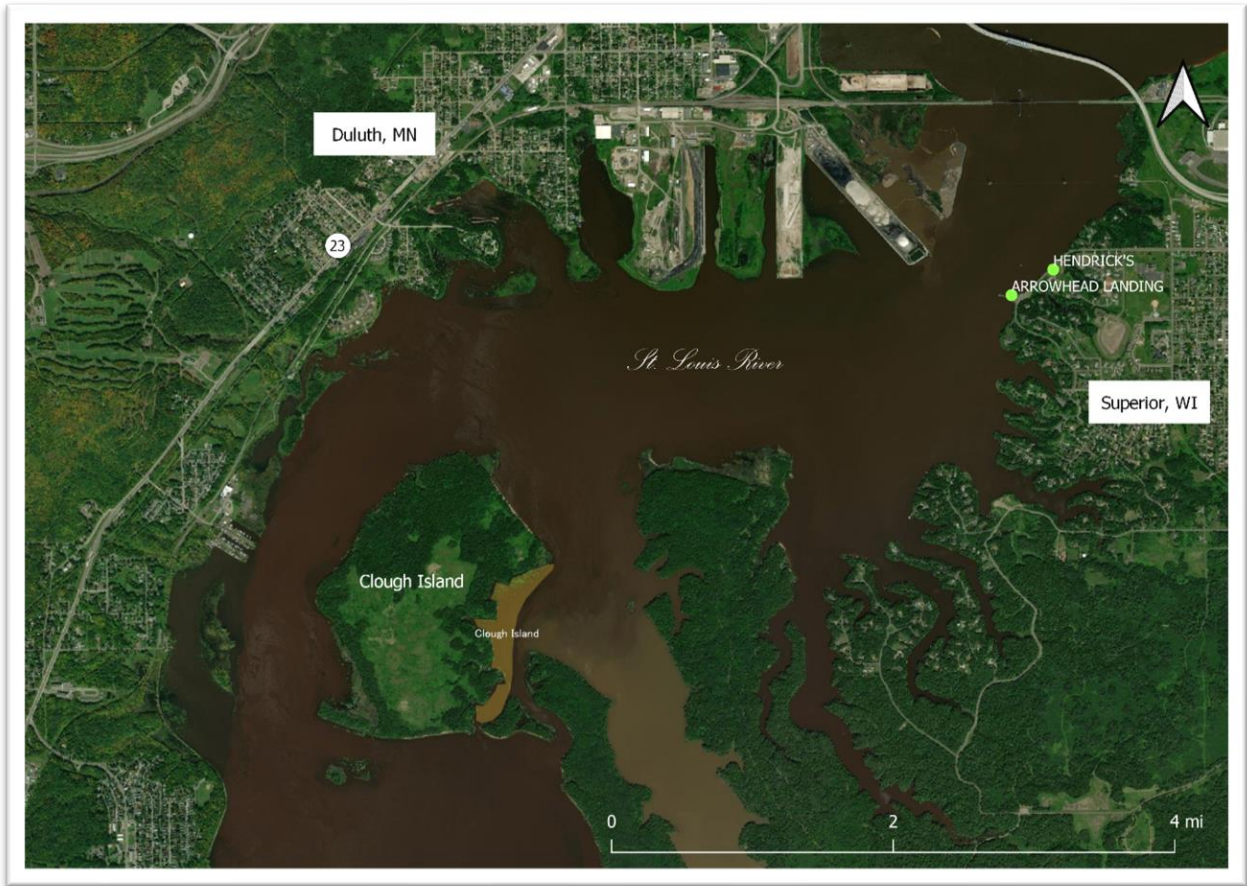 Duluth, MN
23
HENDRICK'S
ARROWHEAD LANDING
St. Louis River
Superior, WI
Clough Island
Clough Island
0 2 4 mi